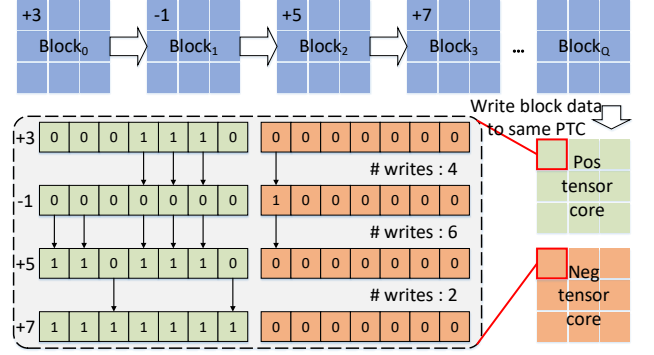 +3 -1 +5 +7
Block0 Block1 Block2 Block3 ... BlockQ
Write block data
to same PTC
+3 0 0 0 1 1 1 0 0 0 0 0 0 0 0
# writes : 4
-1 0 0 0 0 0 0 0 1 0 0 0 0 0 0
# writes : 6
+5 1 1 0 1 1 1 0 0 0 0 0 0 0 0
# writes : 2
+7 1 1 1 1 1 1 1 0 0 0 0 0 0 0
Pos
tensor
core
Neg
tensor
core